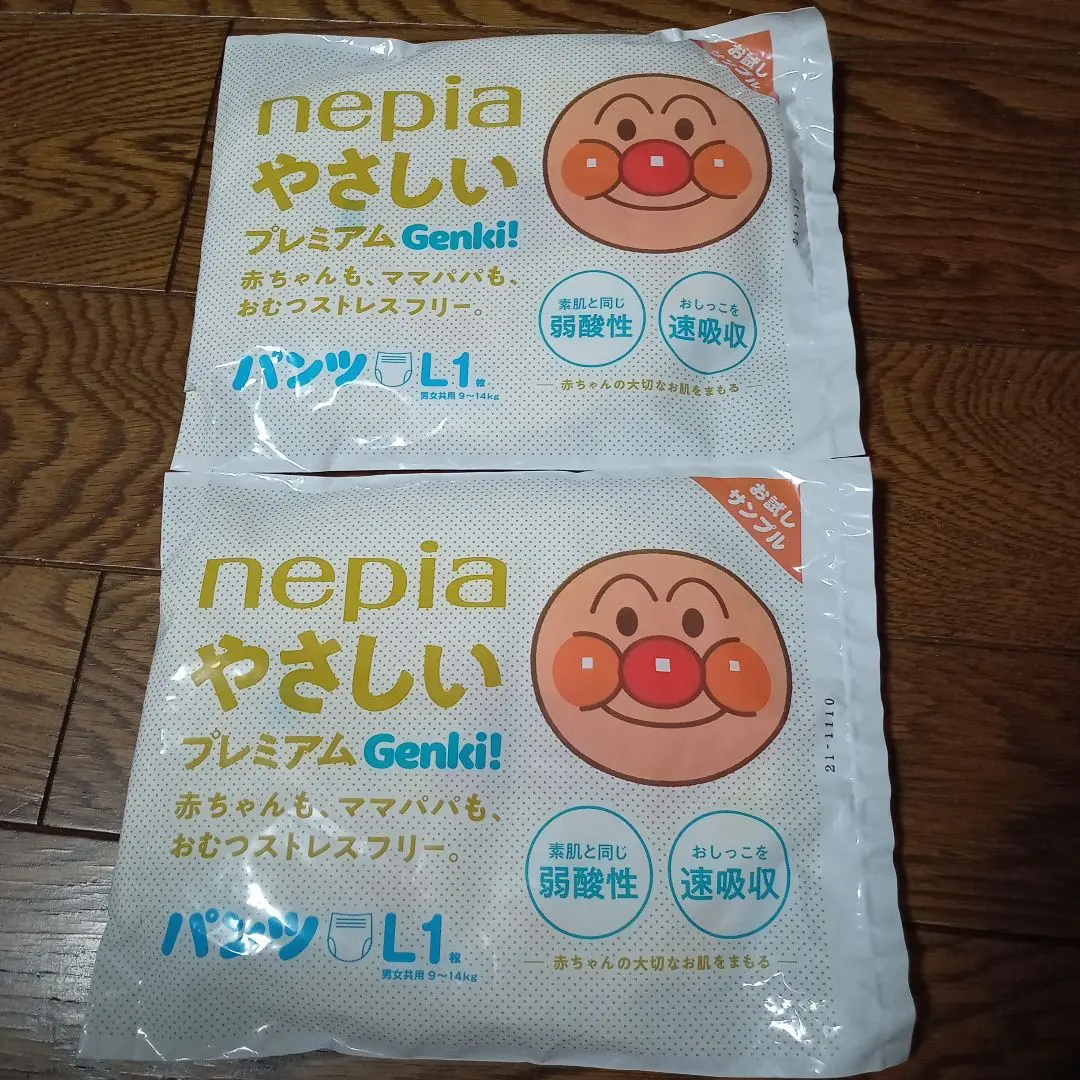 お試し
サンプル
nepia
やさしい
プレミアム Genki!
赤ちゃんも、ママパパも、
おむつストレスフリー。
素肌と同じ
弱酸性
おしっこを
速吸収
パンツ L1枚
男女共用 9〜14kg
赤ちゃんの大切なお肌をまもる
お試し
サンプル
nepia
やさしい
プレミアム Genki!
21-1110
赤ちゃんも、ママパパも、
おむつストレスフリー。
素肌と同じ
弱酸性
おしっこを
速吸収
パンツ L1枚
男女共用 9〜14kg
赤ちゃんの大切なお肌をまもる